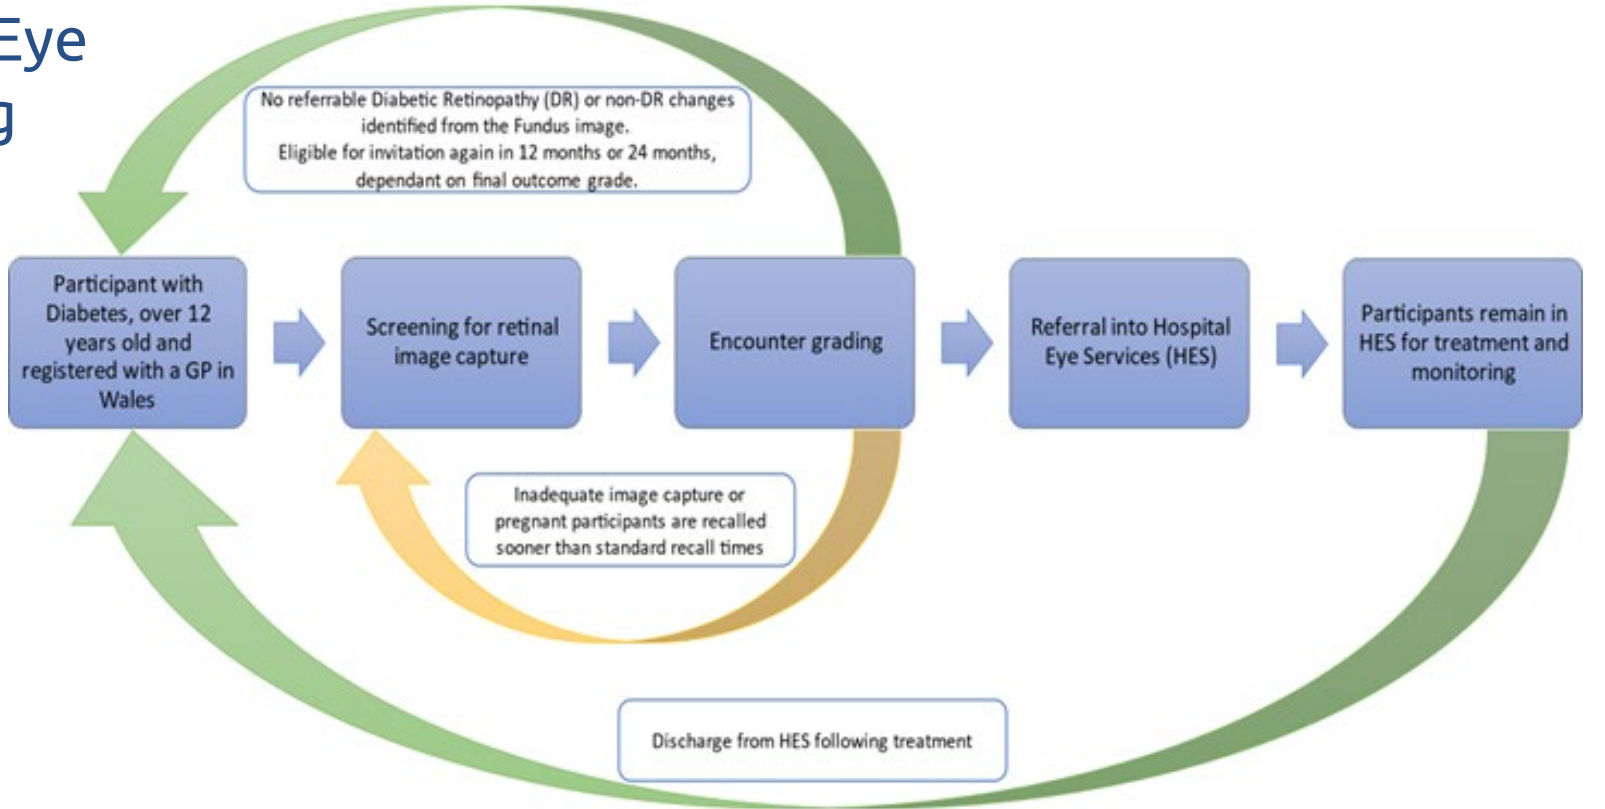 Eye
g
No referrable Diabetic Retinopathy (DR) or non-DR changes
identified from the Fundus image.
Eligible for invitation again in 12 months or 24 months,
dependant on final outcome grade.
Participant with
Diabetes, over 12
years old and
registered with a GP in
Wales
Screening for retinal
image capture
Encounter grading
Referral into Hospital
Eye Services (HES)
Participants remain in
HES for treatment and
monitoring
Inadequate image capture or
pregnant participants are recalled
sooner than standard recall times
Discharge from HES following treatment